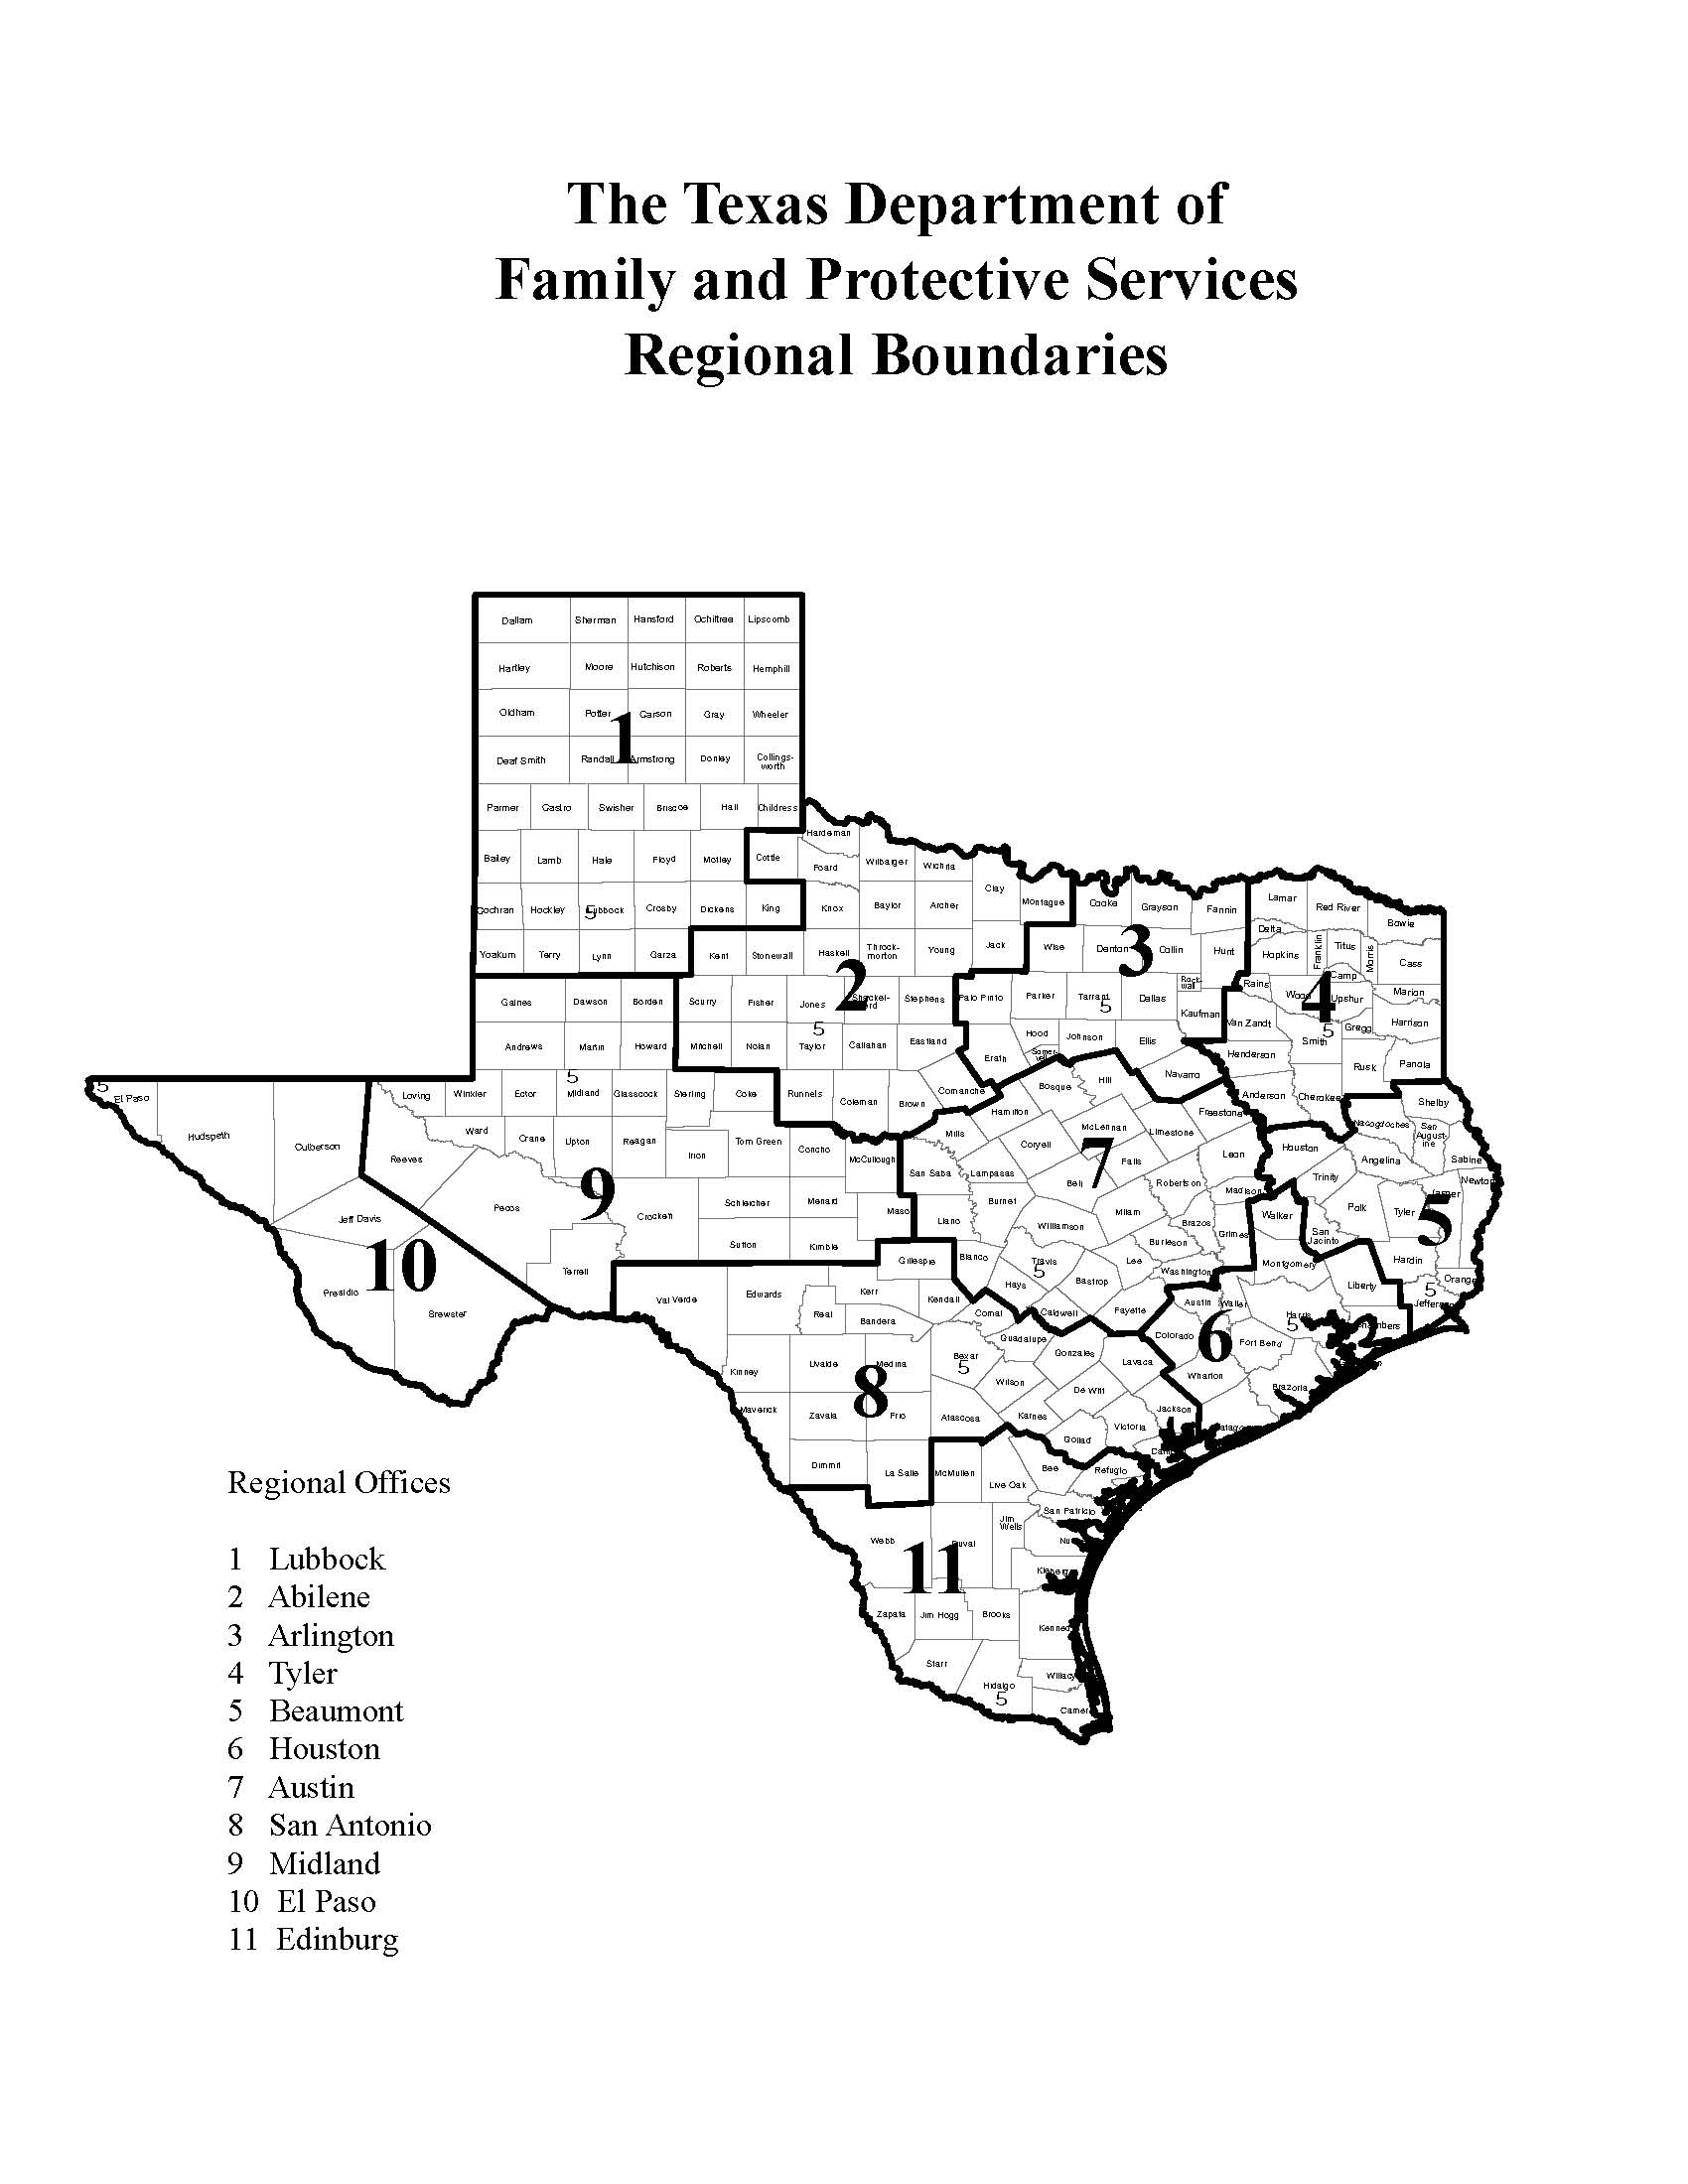 The Texas Department of
Family and Protective Services
Regional Boundaries
Dallam Sherman Hansford Ochiltree Lipscomb
Hartley Moore Hutchison Roberts Hemphill
Oldham Potter Carson Gray Wheeler
1
Deaf Smith Randall Armstrong Donley Collings-
worth
Parmer Castro Swisher Briscoe Hall Childress
Hardeman
Bailey Lamb Hale Floyd Motley Cottle Foard Wilbarger Wichita
Clay
Cochran Hockley Lubbock Crosby Dickens King Knox Baylor Archer Montague Cooke Grayson Fannin Lamar Red River Bowie
5
Delta
Yoakum Terry Lynn Garza Kent Stonewall Haskell Throck-
morton Young Jack Wise Denton Collin Hunt Hopkins Franklin Titus Morris Cass
3
2
Gaines Dawson Borden Scurry Fisher Jones Stephens Palo Pinto Parker Tarrant Dallas Rock-
wall Kaufman Rains Wood Camp Upshur Marion
5
4
Andrews Martin Howard Mitchell Nolan Taylor Callahan Eastland Erath Hood Johnson Ellis Van Zandt Smith Gregg Harrison
5
5
Henderson Rusk Panola
5
El Paso Loving Winkler Ector Midland Glasscock Sterling Coke Runnels Coleman Brown Comanche Bosque Hill Navarro Anderson Cherokee Shelby
5
Hudspeth Culberson Reeves Ward Crane Upton Reagan Irion Tom Green Concho McCullough Mills Hamilton Coryell McLennan Limestone Freestone Leon Houston Nacogdoches San
August-
ine Sabine
Angelina Trinity Newton
7
San Saba Lampasas Bell Falls Robertson Madison
9
Jeff Davis Pecos Crockett Schleicher Menard Llano Burnet Williamson Milam Brazos Grimes Walker San
Jacinto Polk Tyler
5
10
Presidio Brewster Terrell Sutton Kimble Gillespie Blanco Travis Lee Burleson Washington Montgomery Liberty Hardin Orange
5
5
Val Verde Edwards Kerr Kendall Hays Bastrop Caldwell Fayette Austin Waller Harris
5
Real Bandera Comal Guadalupe Colorado Fort Bend
6
Kinney Uvalde Medina Bexar Gonzales Lavaca Wharton Brazoria
5
8
Maverick Zavala Frio Atascosa Wilson Karnes De Witt Victoria Jackson
Goliad
Dimmit La Salle McMullen Live Oak Bee Refugio
San Patricio
Jim
Wells
Webb
11
Zapata Jim Hogg Brooks
Starr Hidalgo Willacy
5
Regional Offices
1 Lubbock
2 Abilene
3 Arlington
4 Tyler
5 Beaumont
6 Houston
7 Austin
8 San Antonio
9 Midland
10 El Paso
11 Edinburg